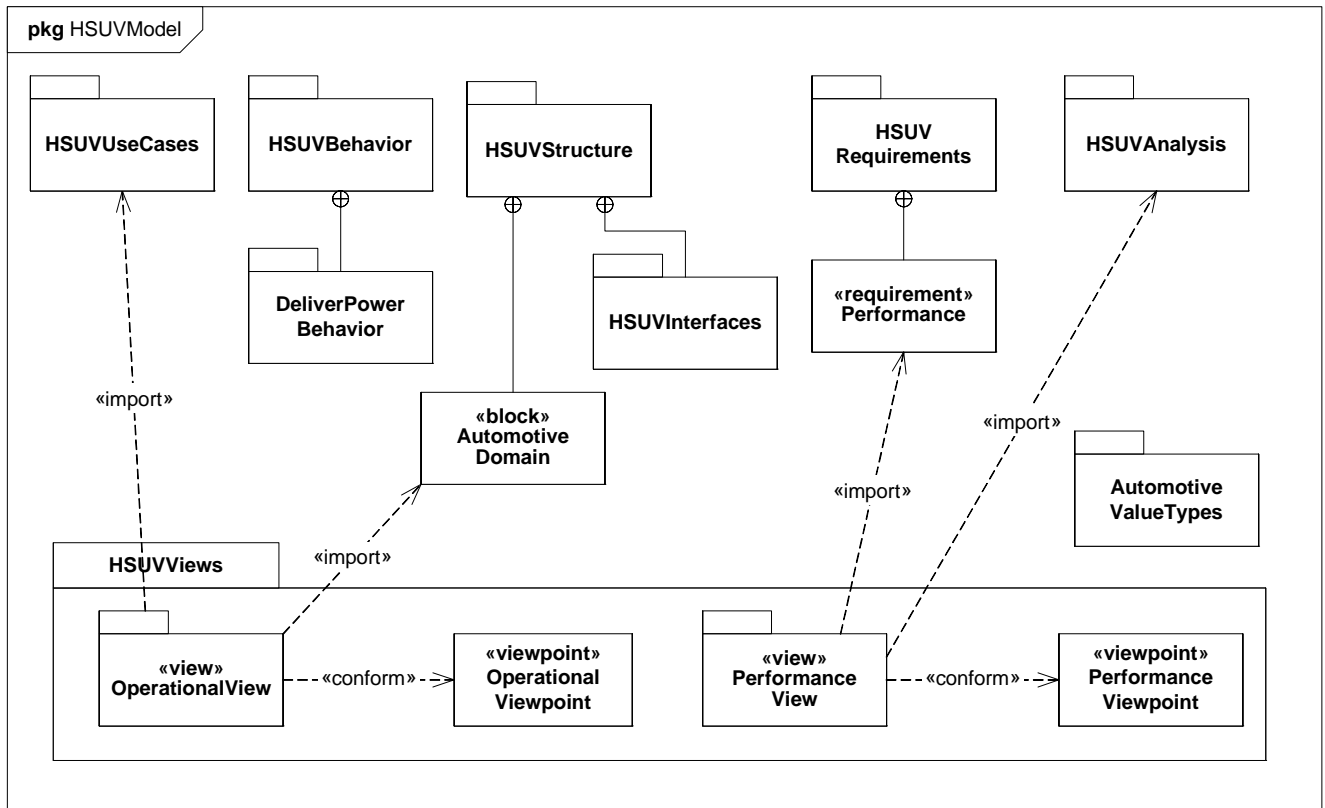 pkg HSUVModel
HSUVUseCases
HSUVBehavior
HSUVStructure
HSUV
Requirements
HSUVAnalysis
DeliverPower
Behavior
HSUVInterfaces
«requirement»
Performance
«import»
«block»
Automotive
Domain
«import»
«import»
Automotive
ValueTypes
«import»
HSUVViews
«view»
OperationalView
«conform»
«viewpoint»
Operational
Viewpoint
«view»
Performance
View
«conform»
«viewpoint»
Performance
Viewpoint